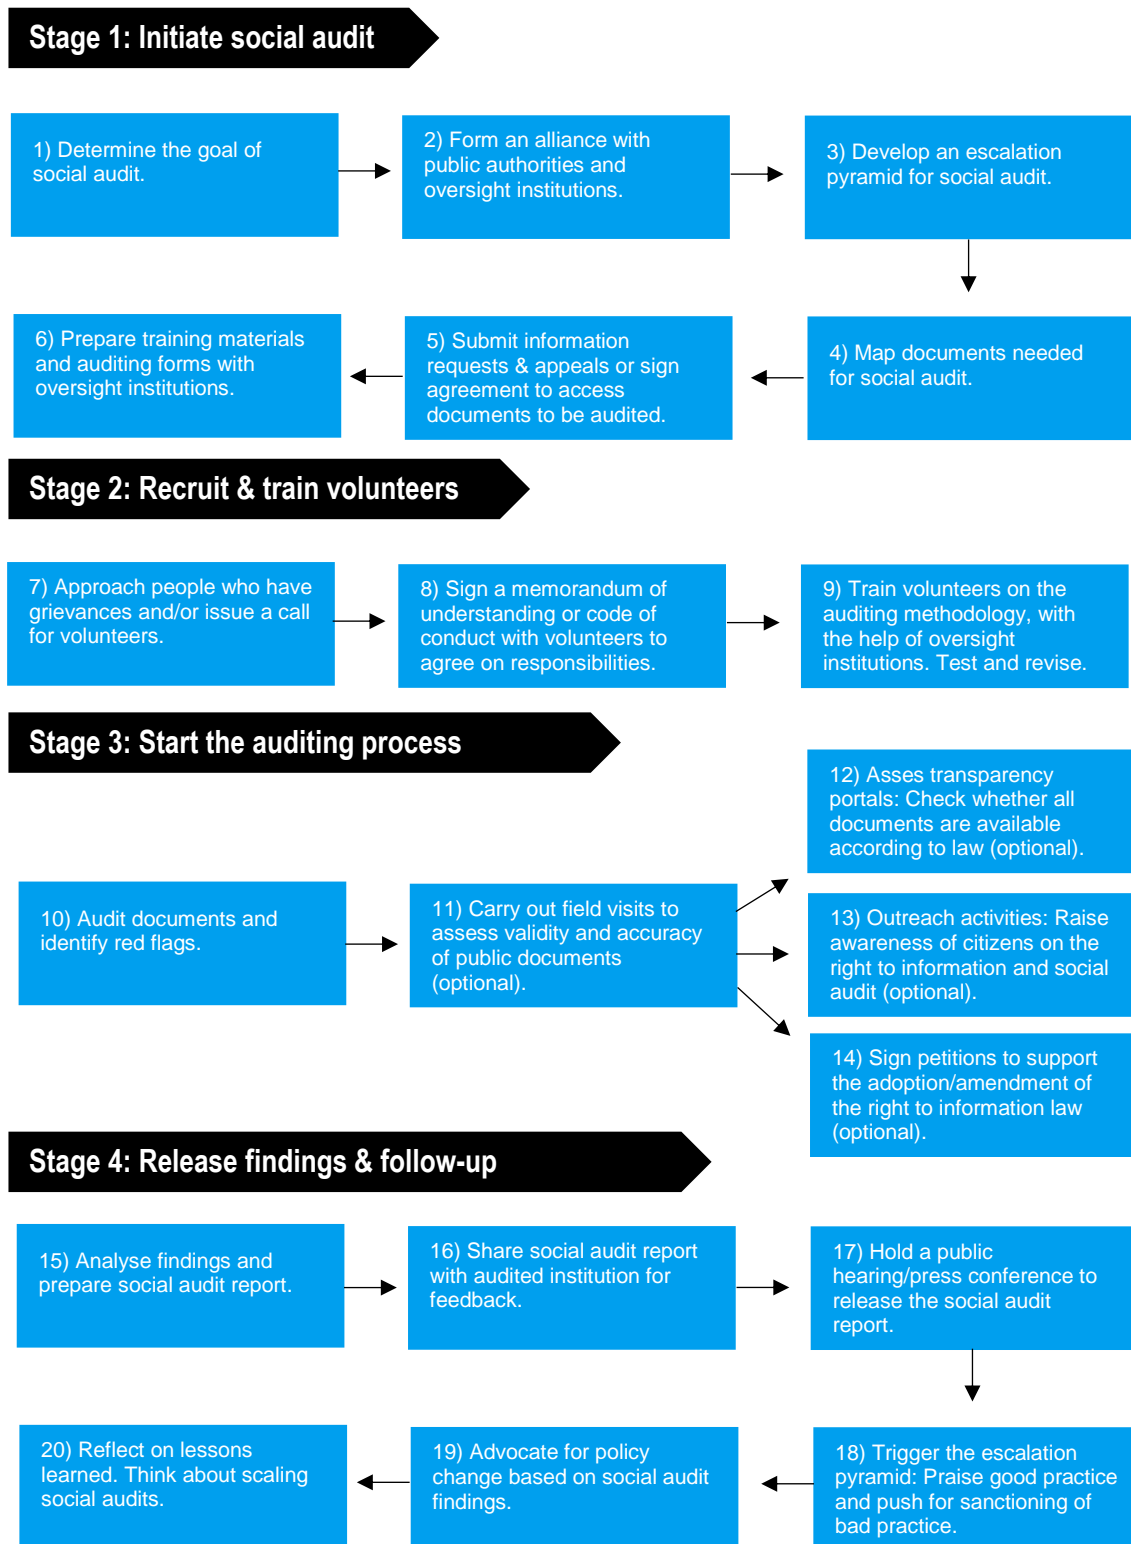 Stage 1: Initiate social audit
1) Determine the goal of
social audit.
2) Form an alliance with
public authorities and
oversight institutions.
3) Develop an escalation
pyramid for social audit.
4) Map documents needed
for social audit.
5) Submit information
requests & appeals or sign
agreement to access
documents to be audited.
6) Prepare training materials
and auditing forms with
oversight institutions.
Stage 2: Recruit & train volunteers
7) Approach people who have
grievances and/or issue a call
for volunteers.
8) Sign a memorandum of
understanding or code of
conduct with volunteers to
agree on responsibilities.
9) Train volunteers on the
auditing methodology, with
the help of oversight
institutions. Test and revise.
Stage 3: Start the auditing process
10) Audit documents and
identify red flags.
11) Carry out field visits to
assess validity and accuracy
of public documents
(optional).
12) Asses transparency
portals: Check whether all
documents are available
according to law (optional).
13) Outreach activities: Raise
awareness of citizens on the
right to information and social
audit (optional).
14) Sign petitions to support
the adoption/amendment of
the right to information law
(optional).
Stage 4: Release findings & follow-up
15) Analyse findings and
prepare social audit report.
16) Share social audit report
with audited institution for
feedback.
17) Hold a public
hearing/press conference to
release the social audit
report.
18) Trigger the escalation
pyramid: Praise good practice
and push for sanctioning of
bad practice.
19) Advocate for policy
change based on social audit
findings.
20) Reflect on lessons
learned. Think about scaling
social audits.